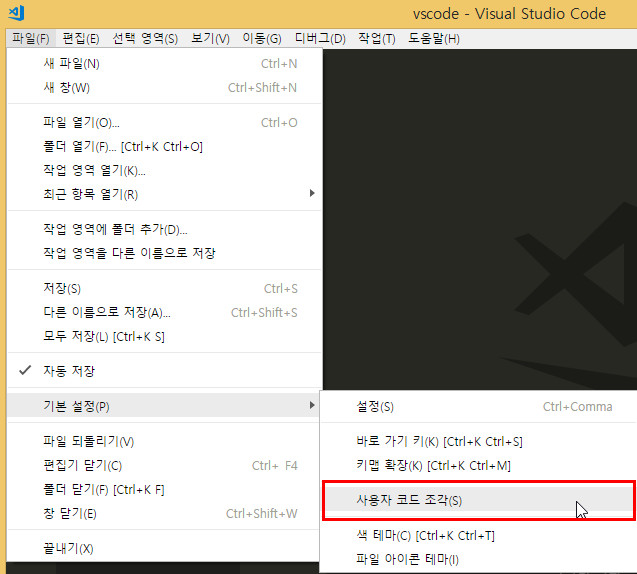 vscode - Visual Studio Code
파일(F) 편집(E) 선택 영역(S) 보기(V) 이동(G) 디버그(D) 작업(T) 도움말(H)
새 파일(N) Ctrl+N
새 창(W) Ctrl+Shift+N
파일 열기(O)... Ctrl+O
폴더 열기(F)... [Ctrl+K Ctrl+O]
작업 영역 열기(K)...
최근 항목 열기(R)
작업 영역에 폴더 추가(D)...
작업 영역을 다른 이름으로 저장
저장(S) Ctrl+S
다른 이름으로 저장(A)... Ctrl+Shift+S
모두 저장(L) [Ctrl+K S]
자동 저장
기본 설정(P)
파일 되돌리기(V)
편집기 닫기(C) Ctrl+ F4
폴더 닫기(F) [Ctrl+K F]
창 닫기(E) Ctrl+Shift+W
끝내기(X)
설정(S) Ctrl+Comma
바로 가기 키(K) [Ctrl+K Ctrl+S]
키맵 확장(K) [Ctrl+K Ctrl+M]
사용자 코드 조각(S)
색 테마(C) [Ctrl+K Ctrl+T]
파일 아이콘 테마(I)